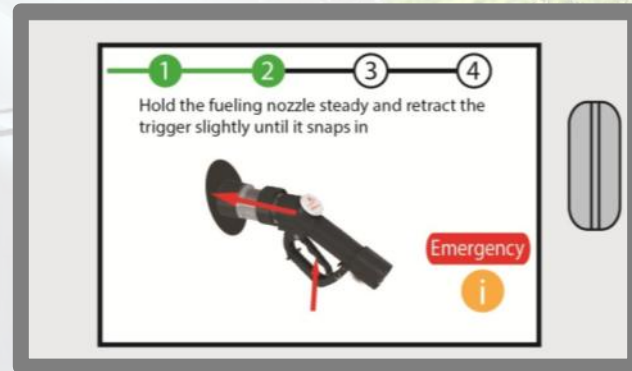 1 2 3 4
Hold the fueling nozzle steady and retract the
trigger slightly until it snaps in
Emergency
i